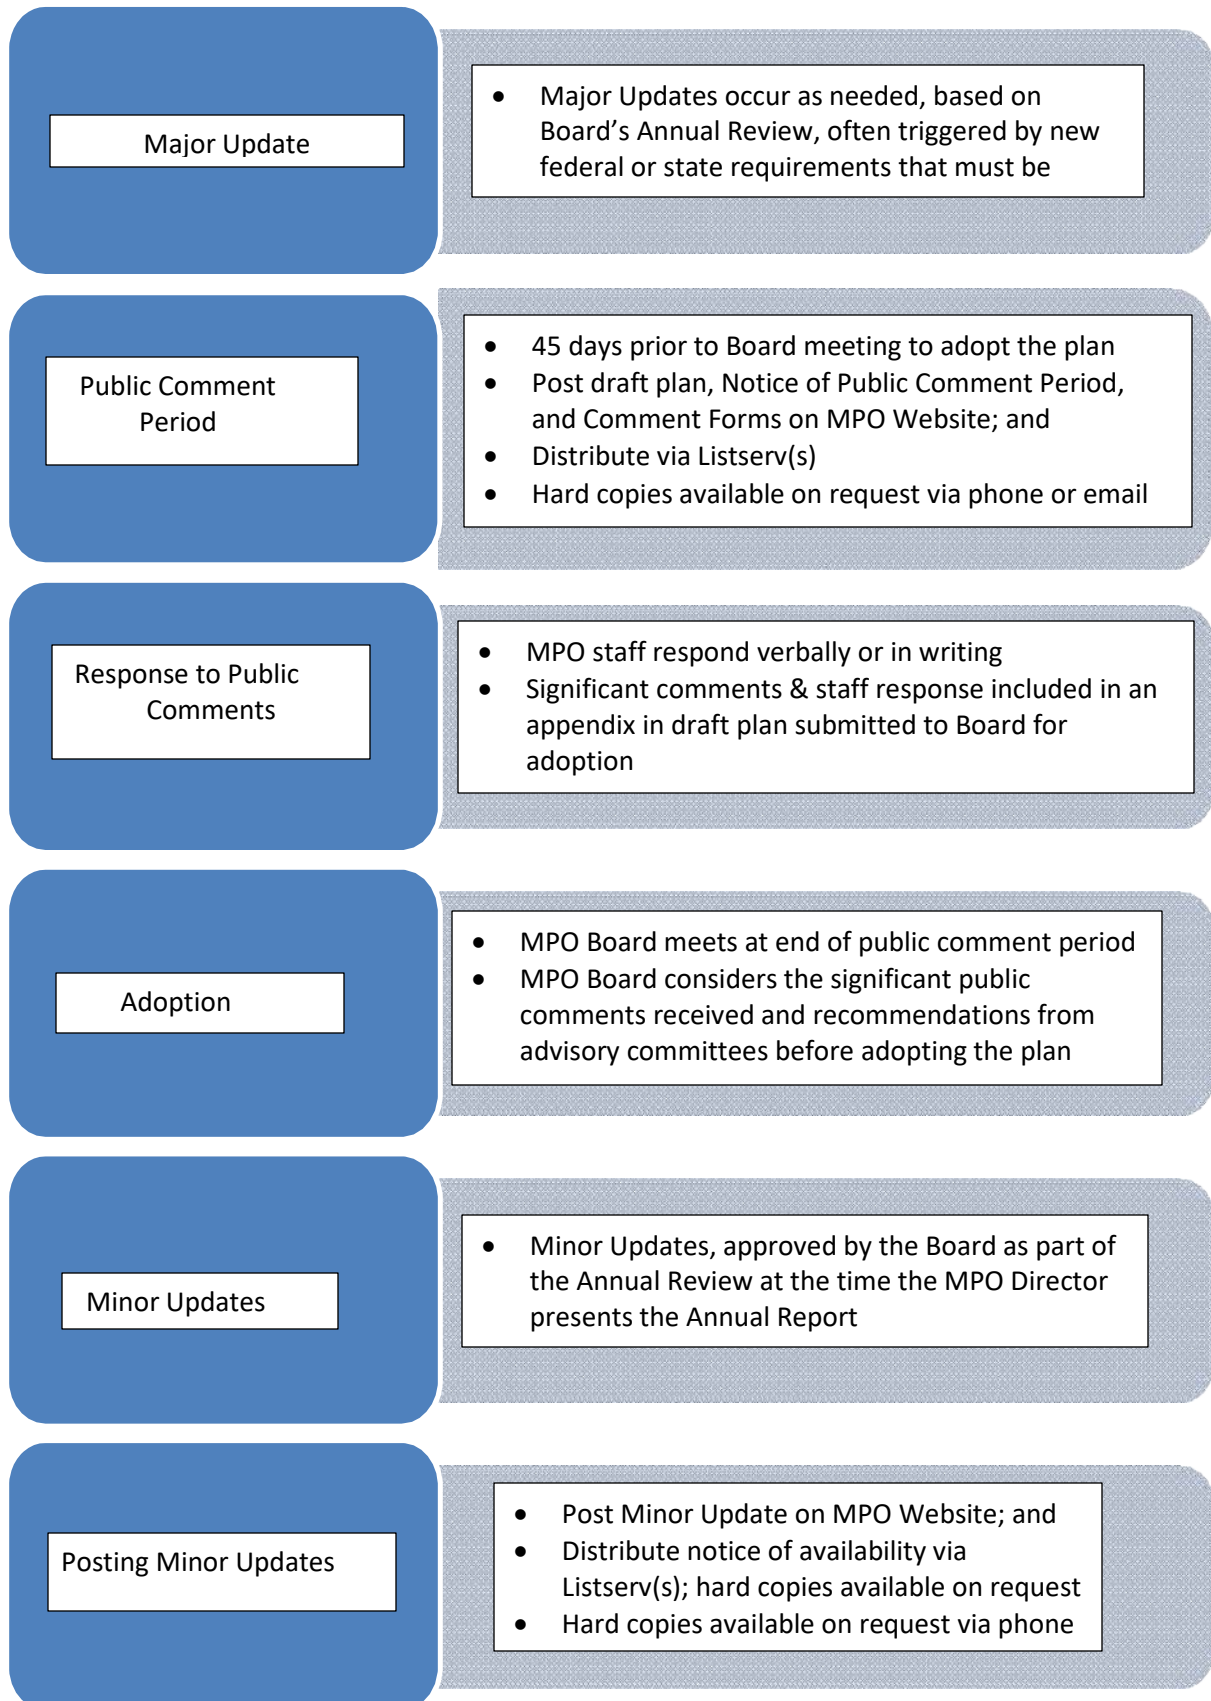 Major Update
• Major Updates occur as needed, based on
Board’s Annual Review, often triggered by new
federal or state requirements that must be
Public Comment
Period
• 45 days prior to Board meeting to adopt the plan
• Post draft plan, Notice of Public Comment Period,
and Comment Forms on MPO Website; and
• Distribute via Listserv(s)
• Hard copies available on request via phone or email
Response to Public
Comments
• MPO staff respond verbally or in writing
• Significant comments & staff response included in an
appendix in draft plan submitted to Board for
adoption
Adoption
• MPO Board meets at end of public comment period
• MPO Board considers the significant public
comments received and recommendations from
advisory committees before adopting the plan
Minor Updates
• Minor Updates, approved by the Board as part of
the Annual Review at the time the MPO Director
presents the Annual Report
Posting Minor Updates
• Post Minor Update on MPO Website; and
• Distribute notice of availability via
Listserv(s); hard copies available on request
• Hard copies available on request via phone